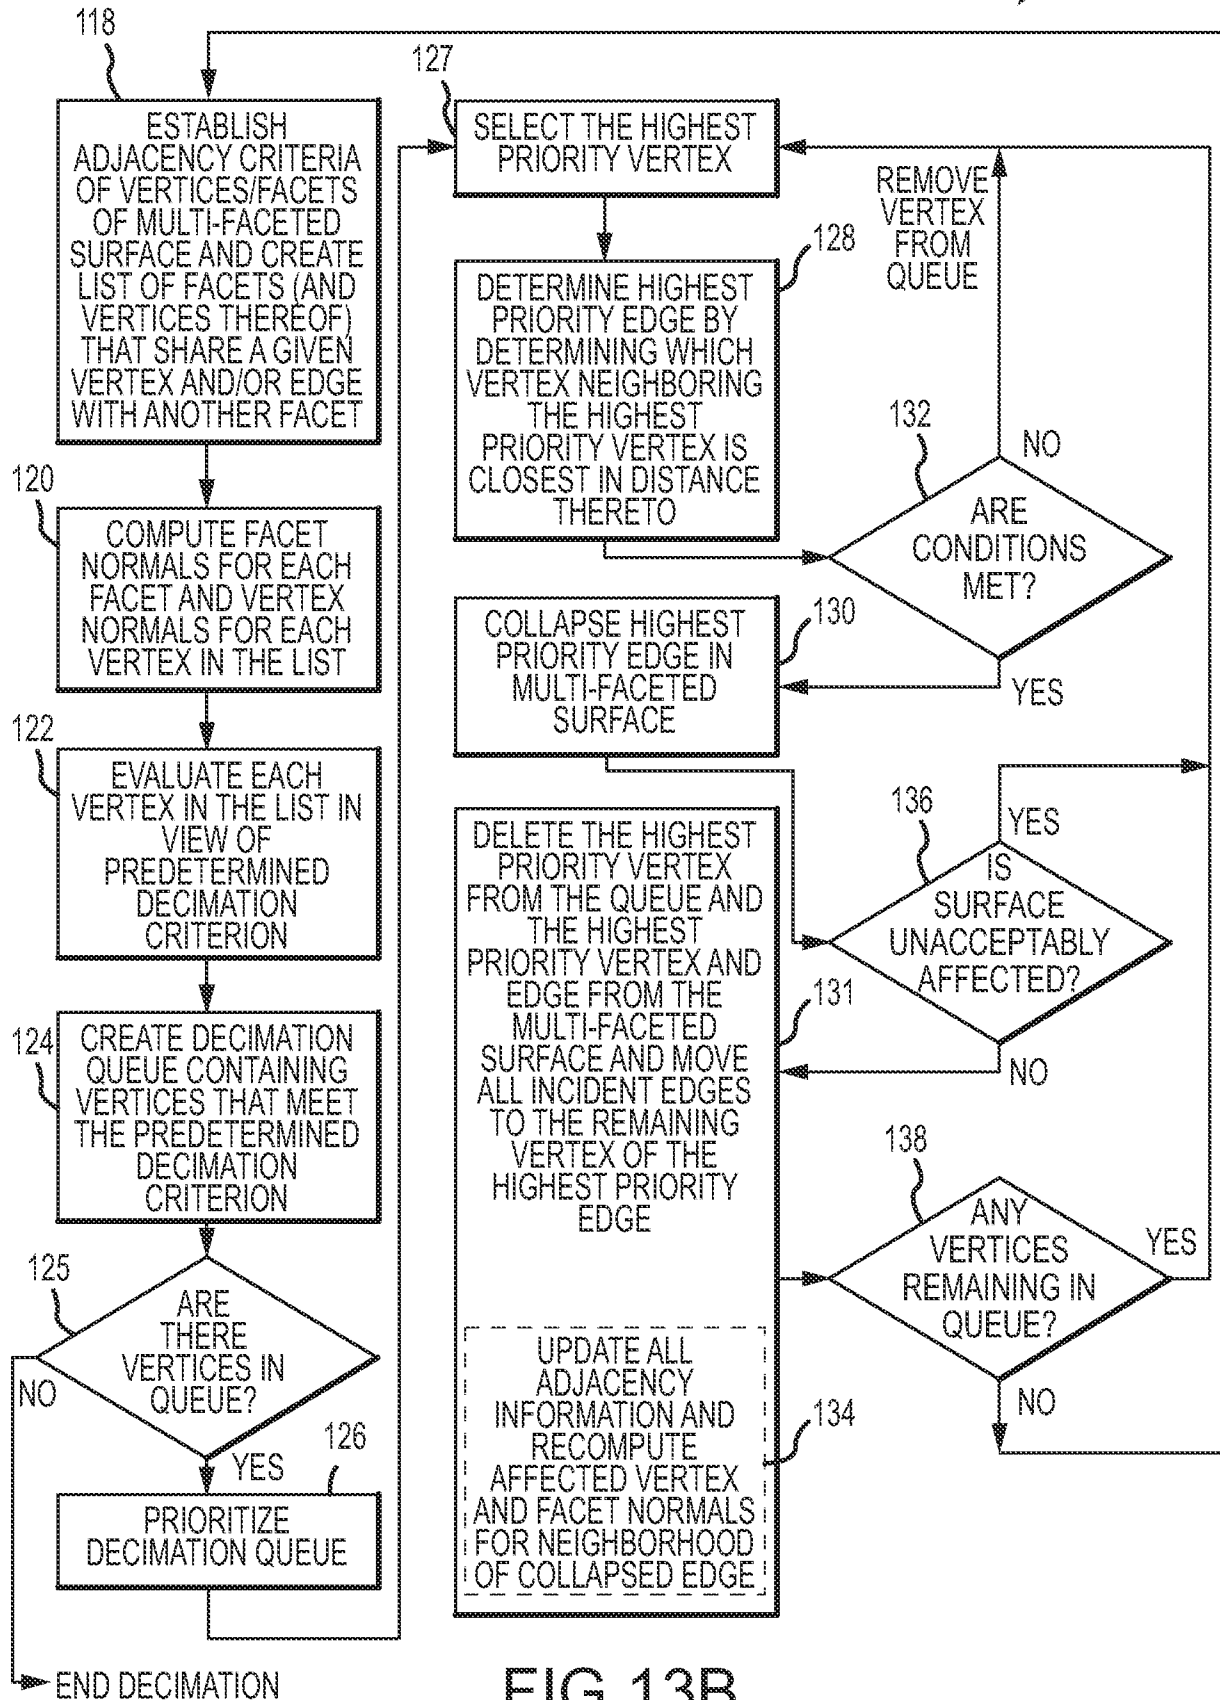 118
ESTABLISH
ADJACENCY CRITERIA
OF VERTICES/FACETS
OF MULTI-FACETED
SURFACE AND CREATE
LIST OF FACETS (AND
VERTICES THEREOF)
THAT SHARE A GIVEN
VERTEX AND/OR EDGE
WITH ANOTHER FACET
120
COMPUTE FACET
NORMALS FOR EACH
FACET AND VERTEX
NORMALS FOR EACH
VERTEX IN THE LIST
122
EVALUATE EACH
VERTEX IN THE LIST IN
VIEW OF
PREDETERMINED
DECIMATION
CRITERION
124
CREATE DECIMATION
QUEUE CONTAINING
VERTICES THAT MEET
THE PREDETERMINED
DECIMATION
CRITERION
125
ARE
THERE
VERTICES IN
QUEUE?
NO
YES
126
PRIORITIZE
DECIMATION QUEUE
END DECIMATION
127
SELECT THE HIGHEST
PRIORITY VERTEX
128
DETERMINE HIGHEST
PRIORITY EDGE BY
DETERMINING WHICH
VERTEX NEIGHBORING
THE HIGHEST
PRIORITY VERTEX IS
CLOSEST IN DISTANCE
THERETO
REMOVE
VERTEX
FROM
QUEUE
132
NO
ARE
CONDITIONS
MET?
YES
130
COLLAPSE HIGHEST
PRIORITY EDGE IN
MULTI-FACETED
SURFACE
136
YES
IS
SURFACE
UNACCEPTABLY
AFFECTED?
NO
131
DELETE THE HIGHEST
PRIORITY VERTEX
FROM THE QUEUE AND
THE HIGHEST
PRIORITY VERTEX AND
EDGE FROM THE
MULTI-FACETED
SURFACE AND MOVE
ALL INCIDENT EDGES
TO THE REMAINING
VERTEX OF THE
HIGHEST PRIORITY
EDGE
134
UPDATE ALL
ADJACENCY
INFORMATION AND
RECOMPUTE
AFFECTED VERTEX
AND FACET NORMALS
FOR NEIGHBORHOOD
OF COLLAPSED EDGE
138
ANY
VERTICES
REMAINING IN
QUEUE?
YES
NO
FIG.13B